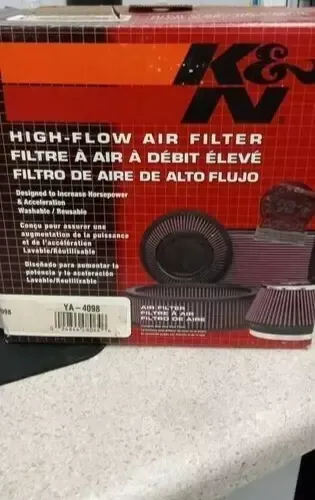 K&N
HIGH-FLOW AIR FILTER
FILTRE À AIR À DÉBIT ÉLEVÉ
FILTRO DE AIRE DE ALTO FLUJO
Designed to Increase Horsepower
& Acceleration
Washable / Reusable
Conçu pour assurer une
augmentation de la puissance
et de l'accélération
Lavable/Réutilisable
Diseñado para aumentar la
potencia y la aceleración
Lavable/Reutilizable
YA-4098
AIR FILTER
FILTRE À AIR
FILTRO DE AIRE